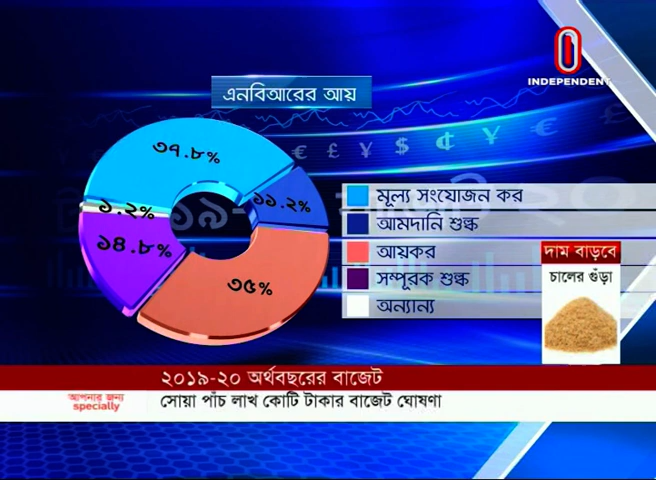 INDEPENDENT
এনবিআরের আয়
৩৭.৮%
১১.২%
১.২%
১৪.৮%
৩৫%
মূল্য সংযোজন কর
আমদানি শুল্ক
আয়কর
সম্পূরক শুল্ক
অন্যান্য
দাম বাড়বে
চালের গুঁড়া
২০১৯-২০ অর্থবছরের বাজেট
আপনার জন্য
specially
সোয়া পাঁচ লাখ কোটি টাকার বাজেট ঘোষণা